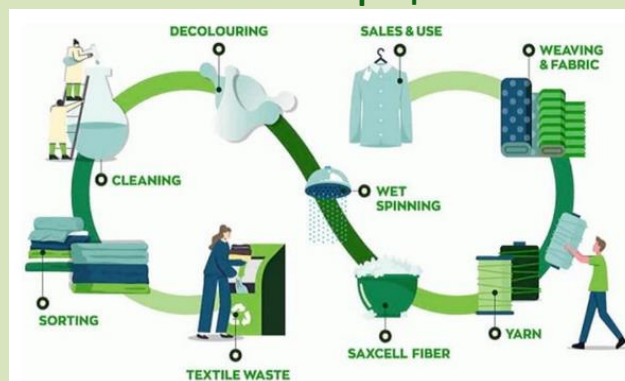 DECOLOURING
SALES & USE
WEAVING
& FABRIC
CLEANING
WET
SPINNING
SORTING
TEXTILE WASTE
SAXCELL FIBER
YARN